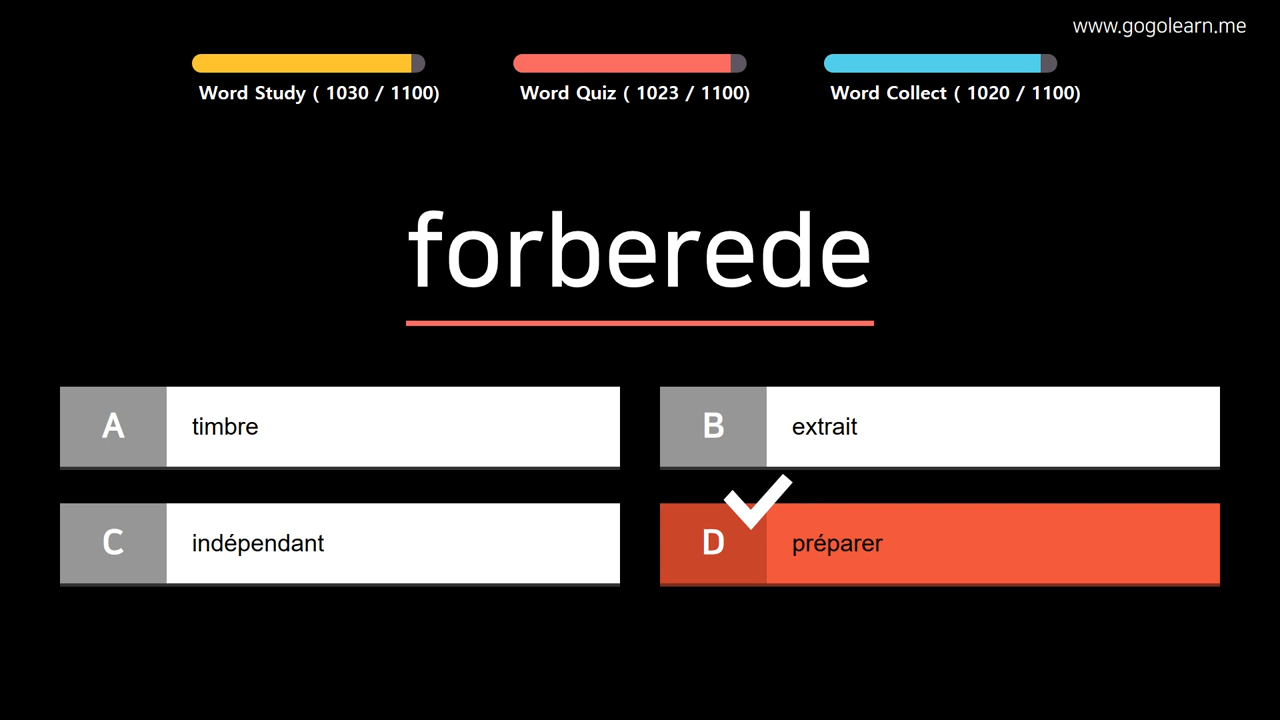 www.gogolearn.me
Word Study ( 1030 / 1100)
Word Quiz ( 1023 / 1100)
Word Collect ( 1020 / 1100)
forberede
A timbre
B extrait
C indépendant
D préparer